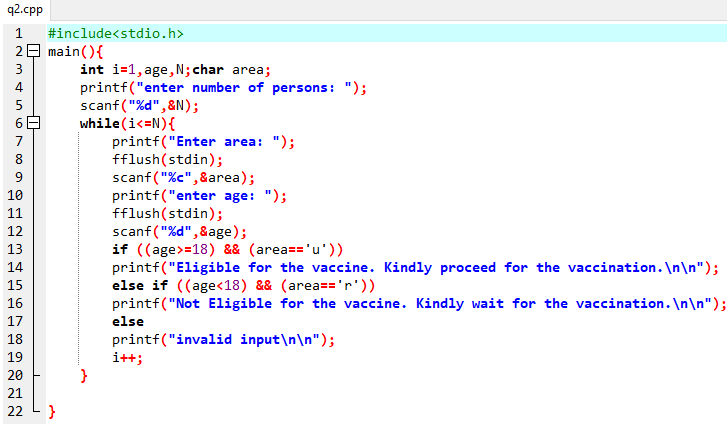 q2.cpp
1 #include<stdio.h>
2 main(){
3 int i=1,age,N;char area;
4 printf("enter number of persons: ");
5 scanf("%d",&N);
6 while(i<=N){
7 printf("Enter area: ");
8 fflush(stdin);
9 scanf("%c",&area);
10 printf("enter age: ");
11 fflush(stdin);
12 scanf("%d",&age);
13 if ((age>=18) && (area=='u'))
14 printf("Eligible for the vaccine. Kindly proceed for the vaccination.\n\n");
15 else if ((age<18) && (area=='r'))
16 printf("Not Eligible for the vaccine. Kindly wait for the vaccination.\n\n");
17 else
18 printf("invalid input\n\n");
19 i++;
20 }
21
22 }